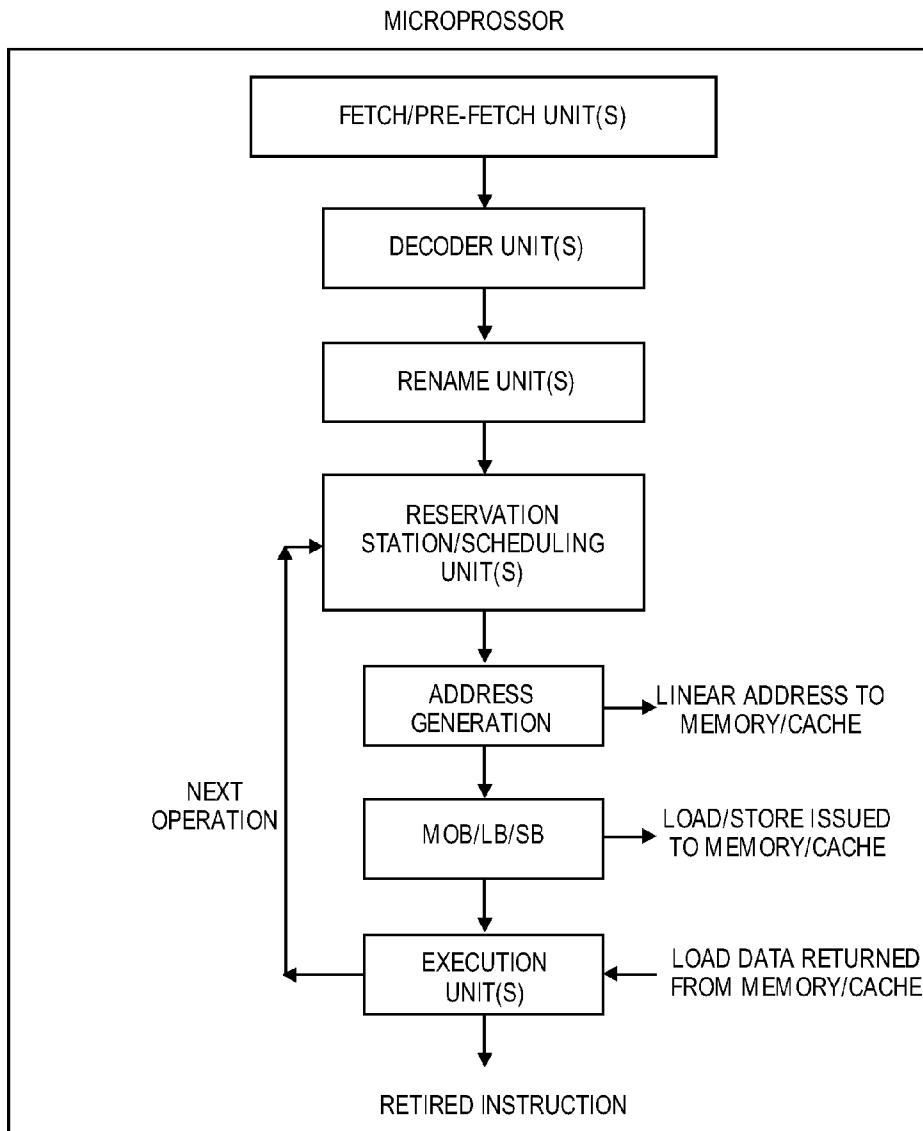 MICROPROSSOR
FETCH/PRE-FETCH UNIT(S)
DECODER UNIT(S)
RENAME UNIT(S)
RESERVATION
STATION/SCHEDULING
UNIT(S)
ADDRESS
GENERATION
LINEAR ADDRESS TO
MEMORY/CACHE
NEXT
OPERATION
MOB/LB/SB
LOAD/STORE ISSUED
TO MEMORY/CACHE
EXECUTION
UNIT(S)
LOAD DATA RETURNED
FROM MEMORY/CACHE
RETIRED INSTRUCTION